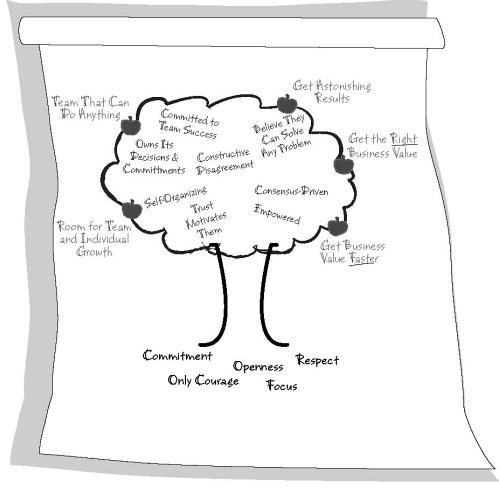 Team That Can
Do Anything
Get Astonishing
Results
Committed to
Team Success
Believe They
Can Solve
Any Problem
Owns Its
Decisions &
Committments
Constructive
Disagreement
Get the Right
Business Value
Self-Organizing
Consensus-Driven
Trust
Motivates
Them
Empowered
Room for Team
and Individual
Growth
Get Business
Value Faster
Commitment
Openness
Respect
Only Courage
Focus